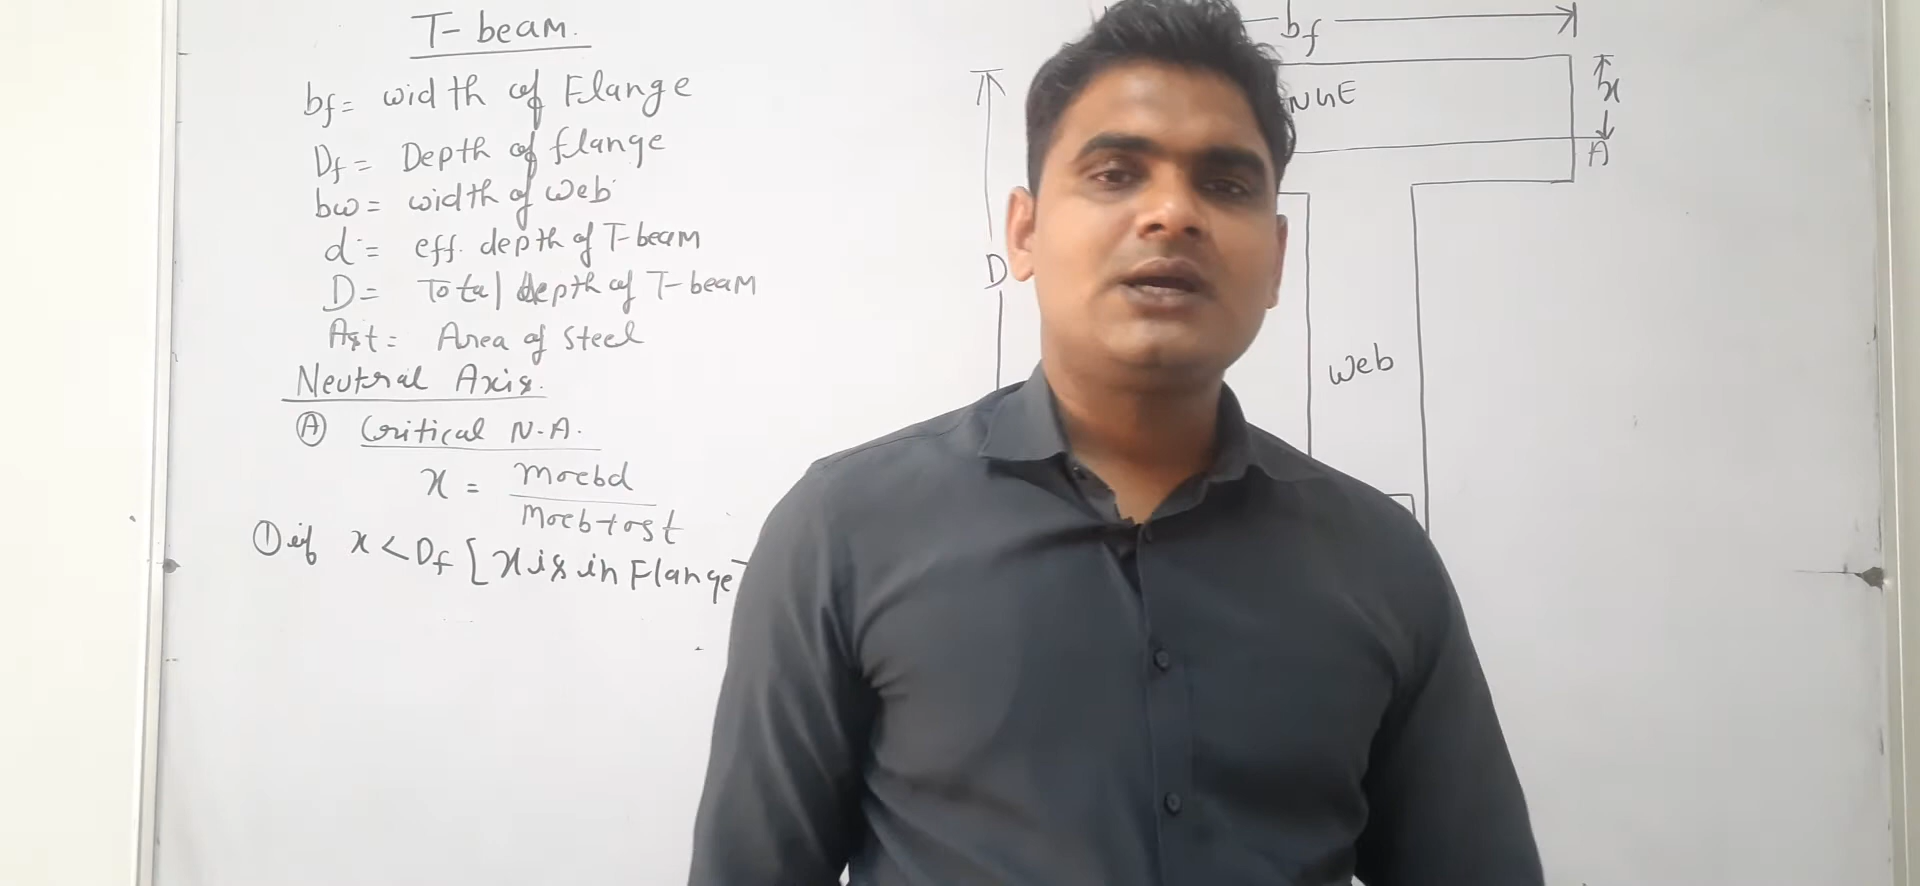 T-beam.
bf = width of Flange
Df = Depth of flange
bw = width of web
d = eff. depth of T-beam
D = Total depth of T-beam
Ast = Area of steel
Neutral Axis.
Ⓐ Critical N.A.
x = mσcbd
mσcb+σst
① if x < Df [x is in Flange
bf
NGE
x
A
D
Web